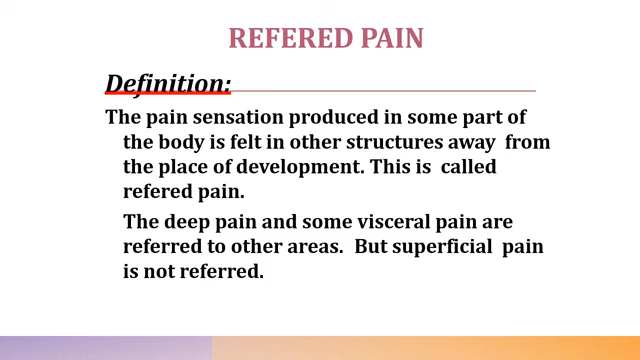 REFERED PAIN
Definition:
The pain sensation produced in some part of
the body is felt in other structures away from
the place of development. This is called
refered pain.
The deep pain and some visceral pain are
referred to other areas. But superficial pain
is not referred.